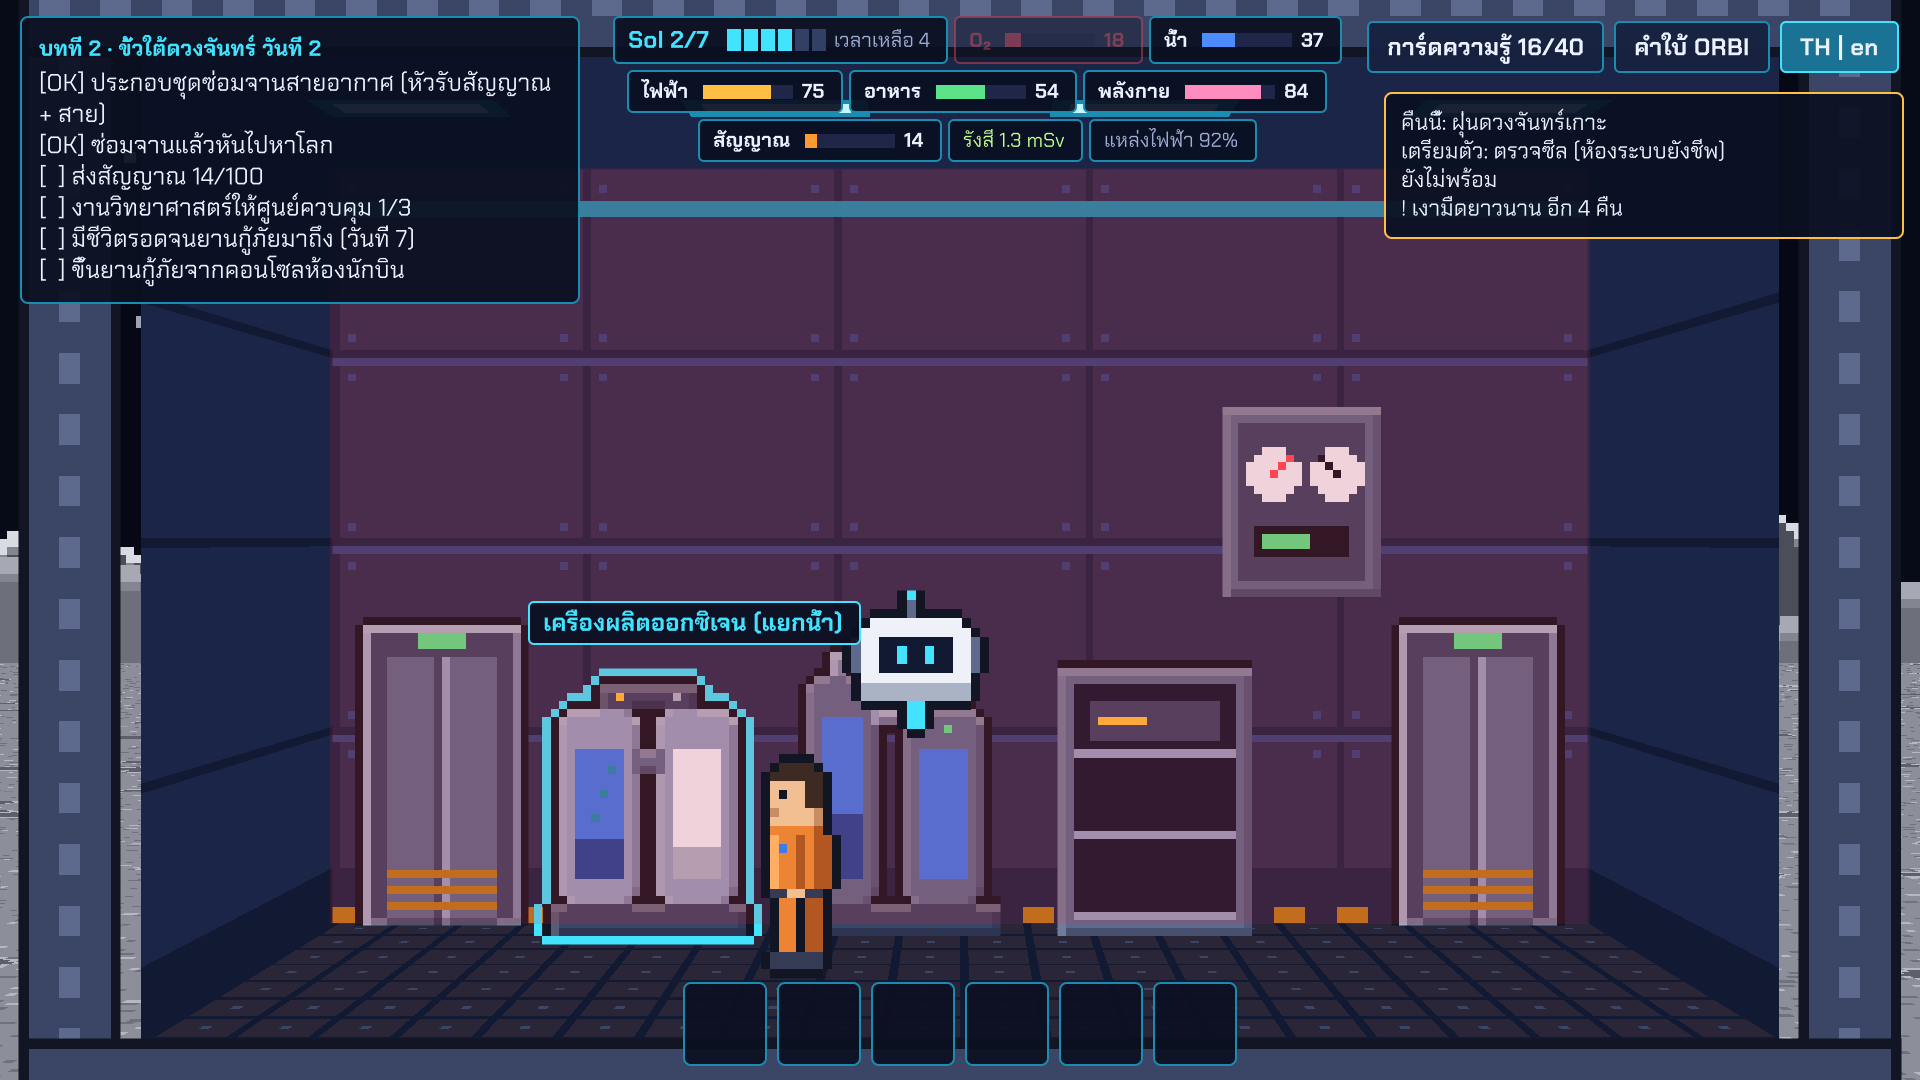 บทที่ 2 · ขั้วใต้ดวงจันทร์ วันที่ 2
[OK] ประกอบชุดซ่อมจานสายอากาศ (หัวรับสัญญาณ
+ สาย)
[OK] ซ่อมจานแล้วหันไปหาโลก
[ ] ส่งสัญญาณ 14/100
[ ] งานวิทยาศาสตร์ให้ศูนย์ควบคุม 1/3
[ ] มีชีวิตรอดจนยานกู้ภัยมาถึง (วันที่ 7)
[ ] ขึ้นยานกู้ภัยจากคอนโซลห้องนักบิน
Sol 2/7 เวลาเหลือ 4
O₂ 18
น้ำ 37
ไฟฟ้า 75
อาหาร 54
พลังกาย 84
สัญญาณ 14
รังสี 1.3 mSv
แหล่งไฟฟ้า 92%
การ์ดความรู้ 16/40
คำใบ้ ORBI
TH | en
คืนนี้: ฝุ่นดวงจันทร์เกาะ
เตรียมตัว: ตรวจซีล (ห้องระบบยังชีพ)
ยังไม่พร้อม
! เงามืดยาวนาน อีก 4 คืน
เครื่องผลิตออกซิเจน (แยกน้ำ)